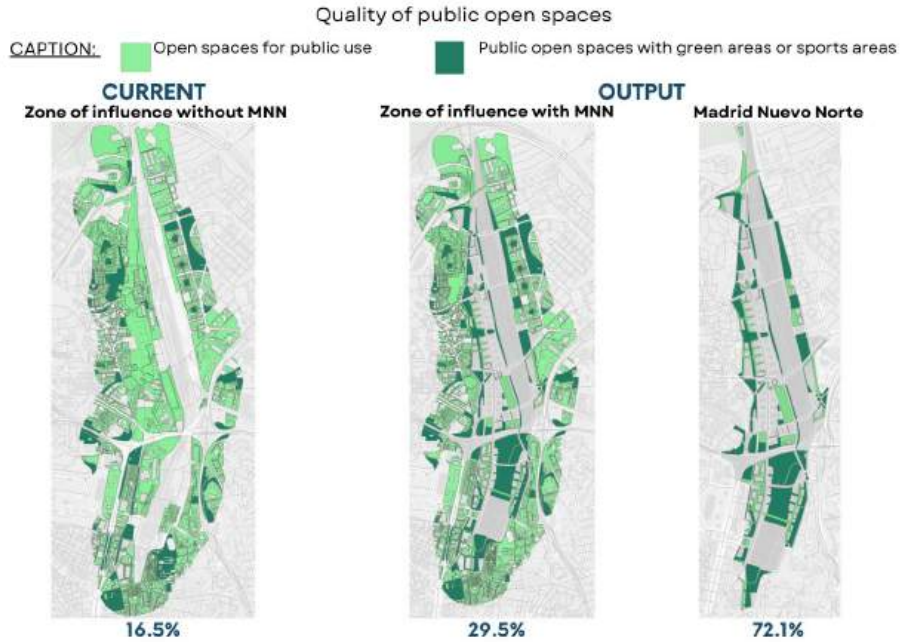 Quality of public open spaces
CAPTION: Open spaces for public use Public open spaces with green areas or sports areas
CURRENT OUTPUT
Zone of influence without MNN Zone of influence with MNN Madrid Nuevo Norte
16.5% 29.5% 72.1%